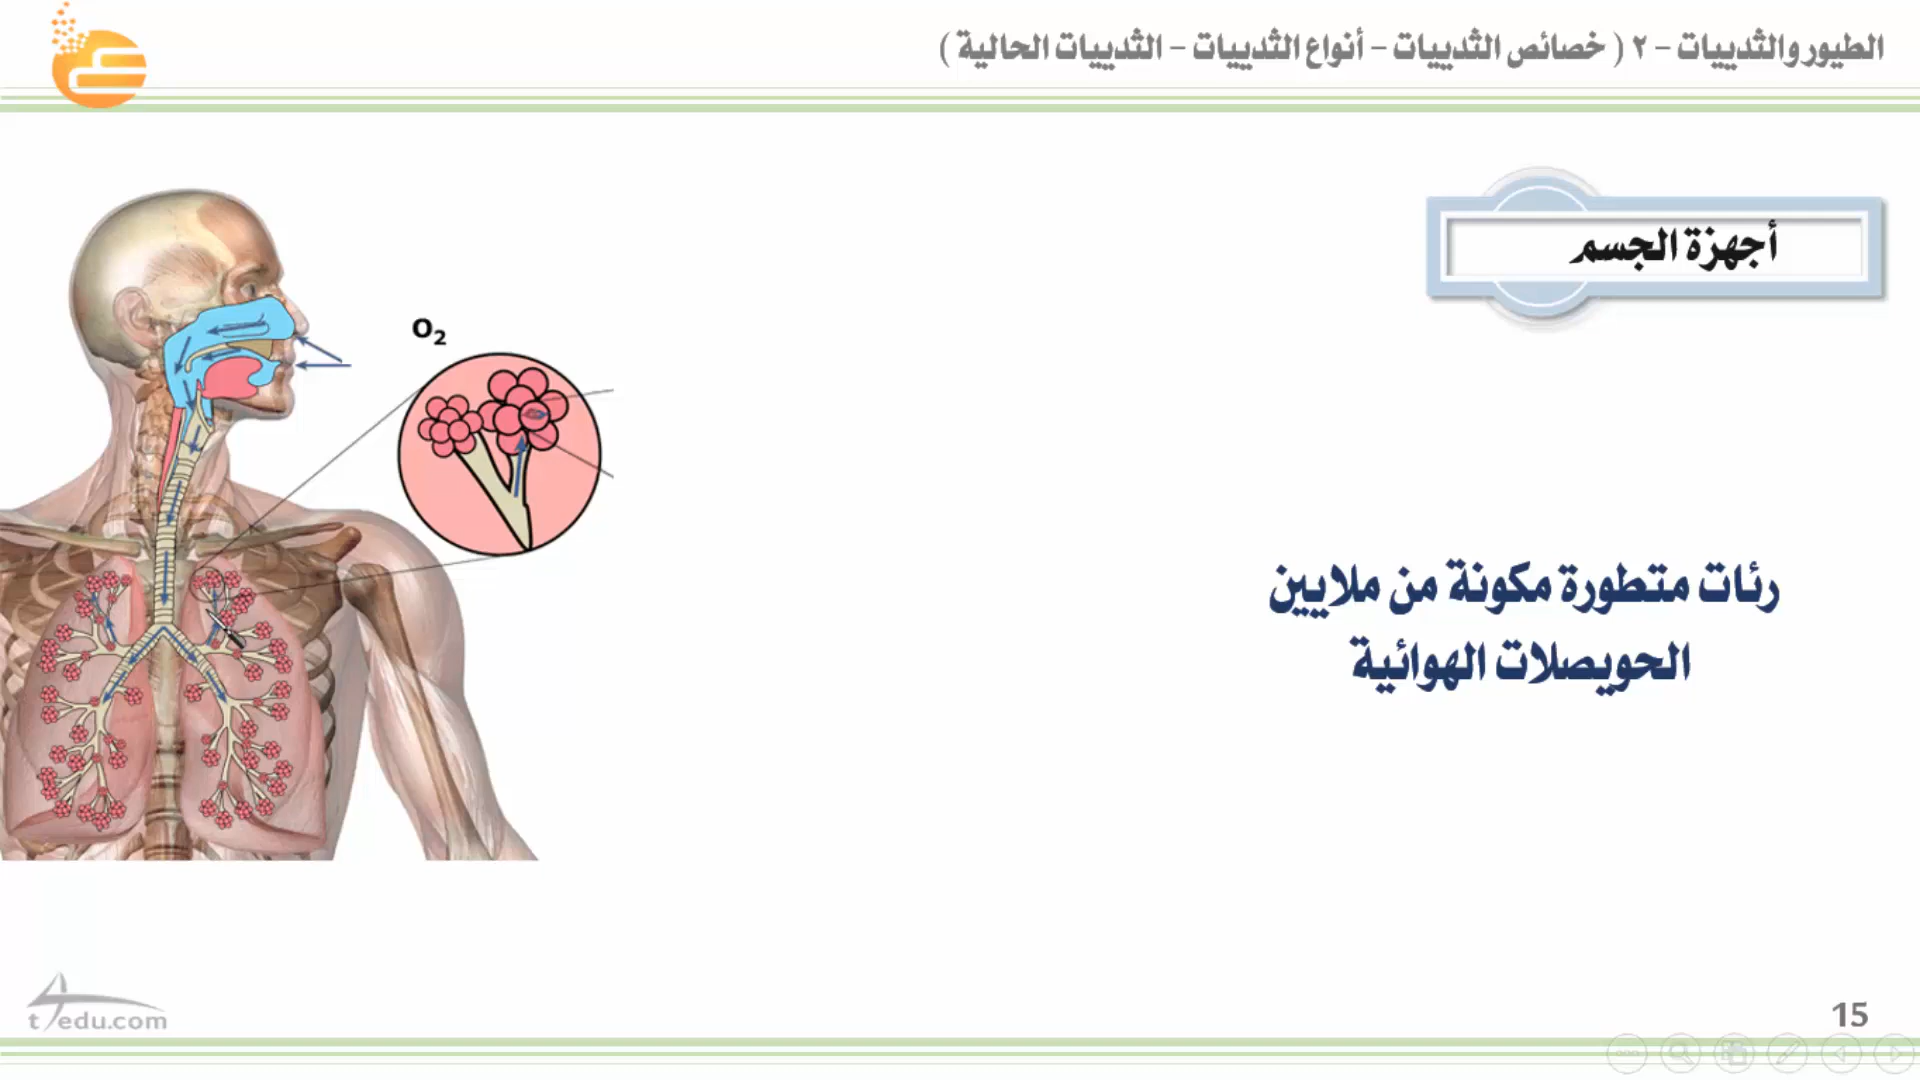 الطيور والثدييات - ٢ ( خصائص الثدييات - أنواع الثدييات - الثدييات الحالية )
أجهزة الجسم
O2
رئات متطورة مكونة من ملايين
الحويصلات الهوائية
t4edu.com
15